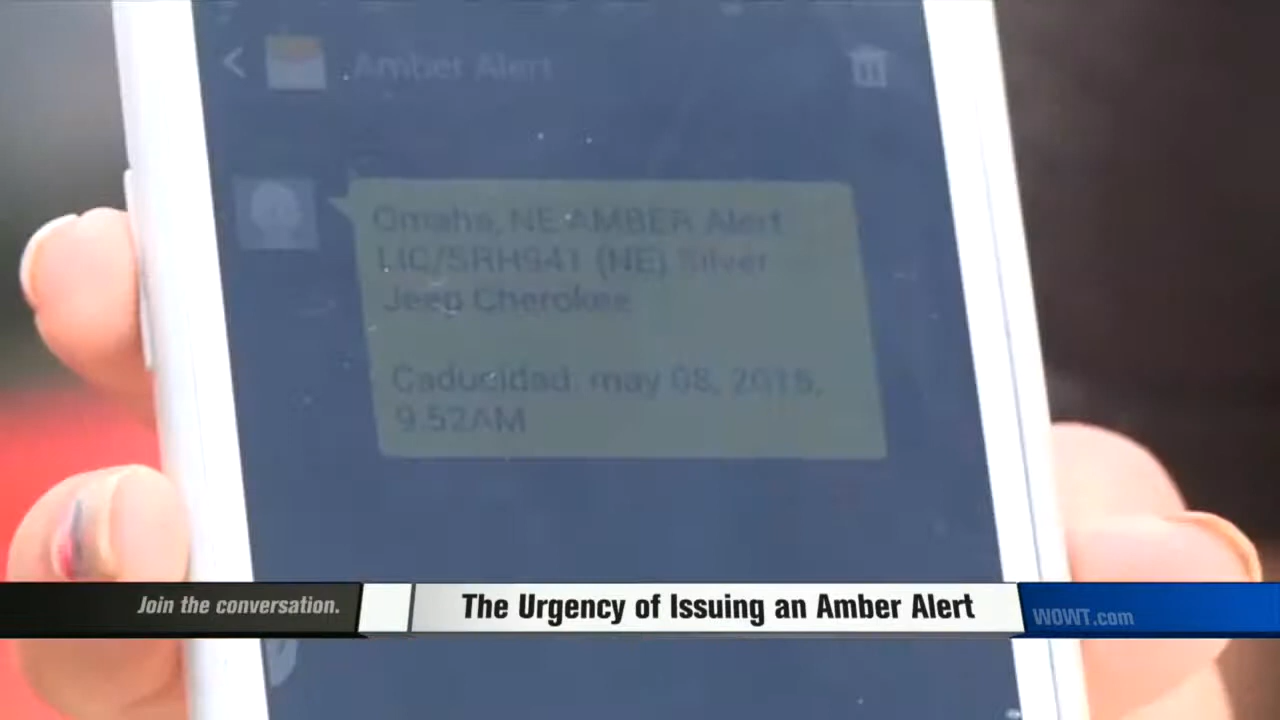 Amber Alert
Omaha, NE AMBER Alert
LIC/SRH941 (NE) Silver
Jeep Cherokee
Caducidad: may 08, 2015,
9:52AM
Join the conversation.
The Urgency of Issuing an Amber Alert
WOWT.com